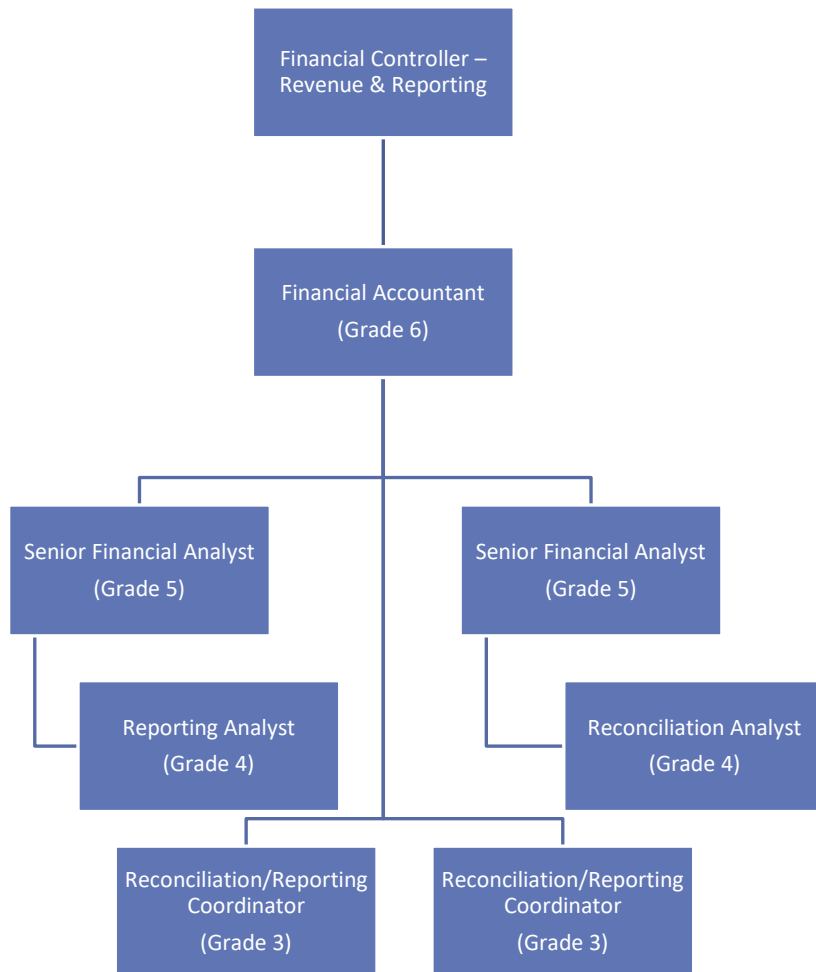 Financial Controller –
Revenue & Reporting
Financial Accountant
(Grade 6)
Senior Financial Analyst
(Grade 5)
Senior Financial Analyst
(Grade 5)
Reporting Analyst
(Grade 4)
Reconciliation Analyst
(Grade 4)
Reconciliation/Reporting
Coordinator
(Grade 3)
Reconciliation/Reporting
Coordinator
(Grade 3)